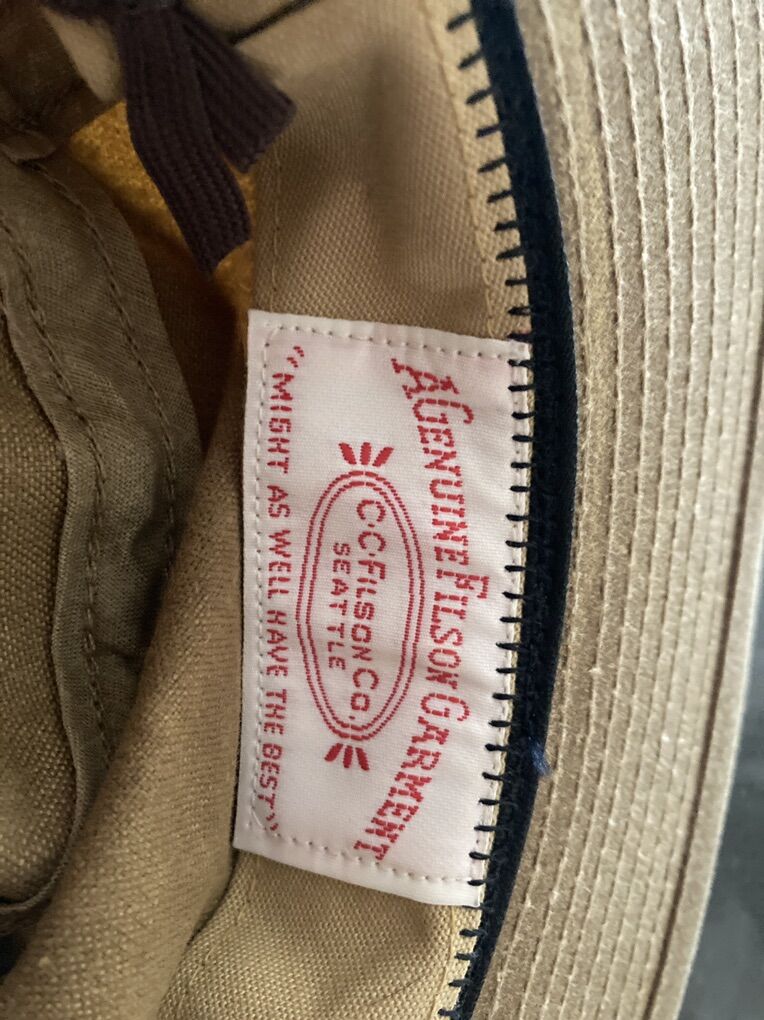 A GENUINE FILSON GARMENT
C.C. FILSON CO.
SEATTLE
"MIGHT AS WELL HAVE THE BEST"